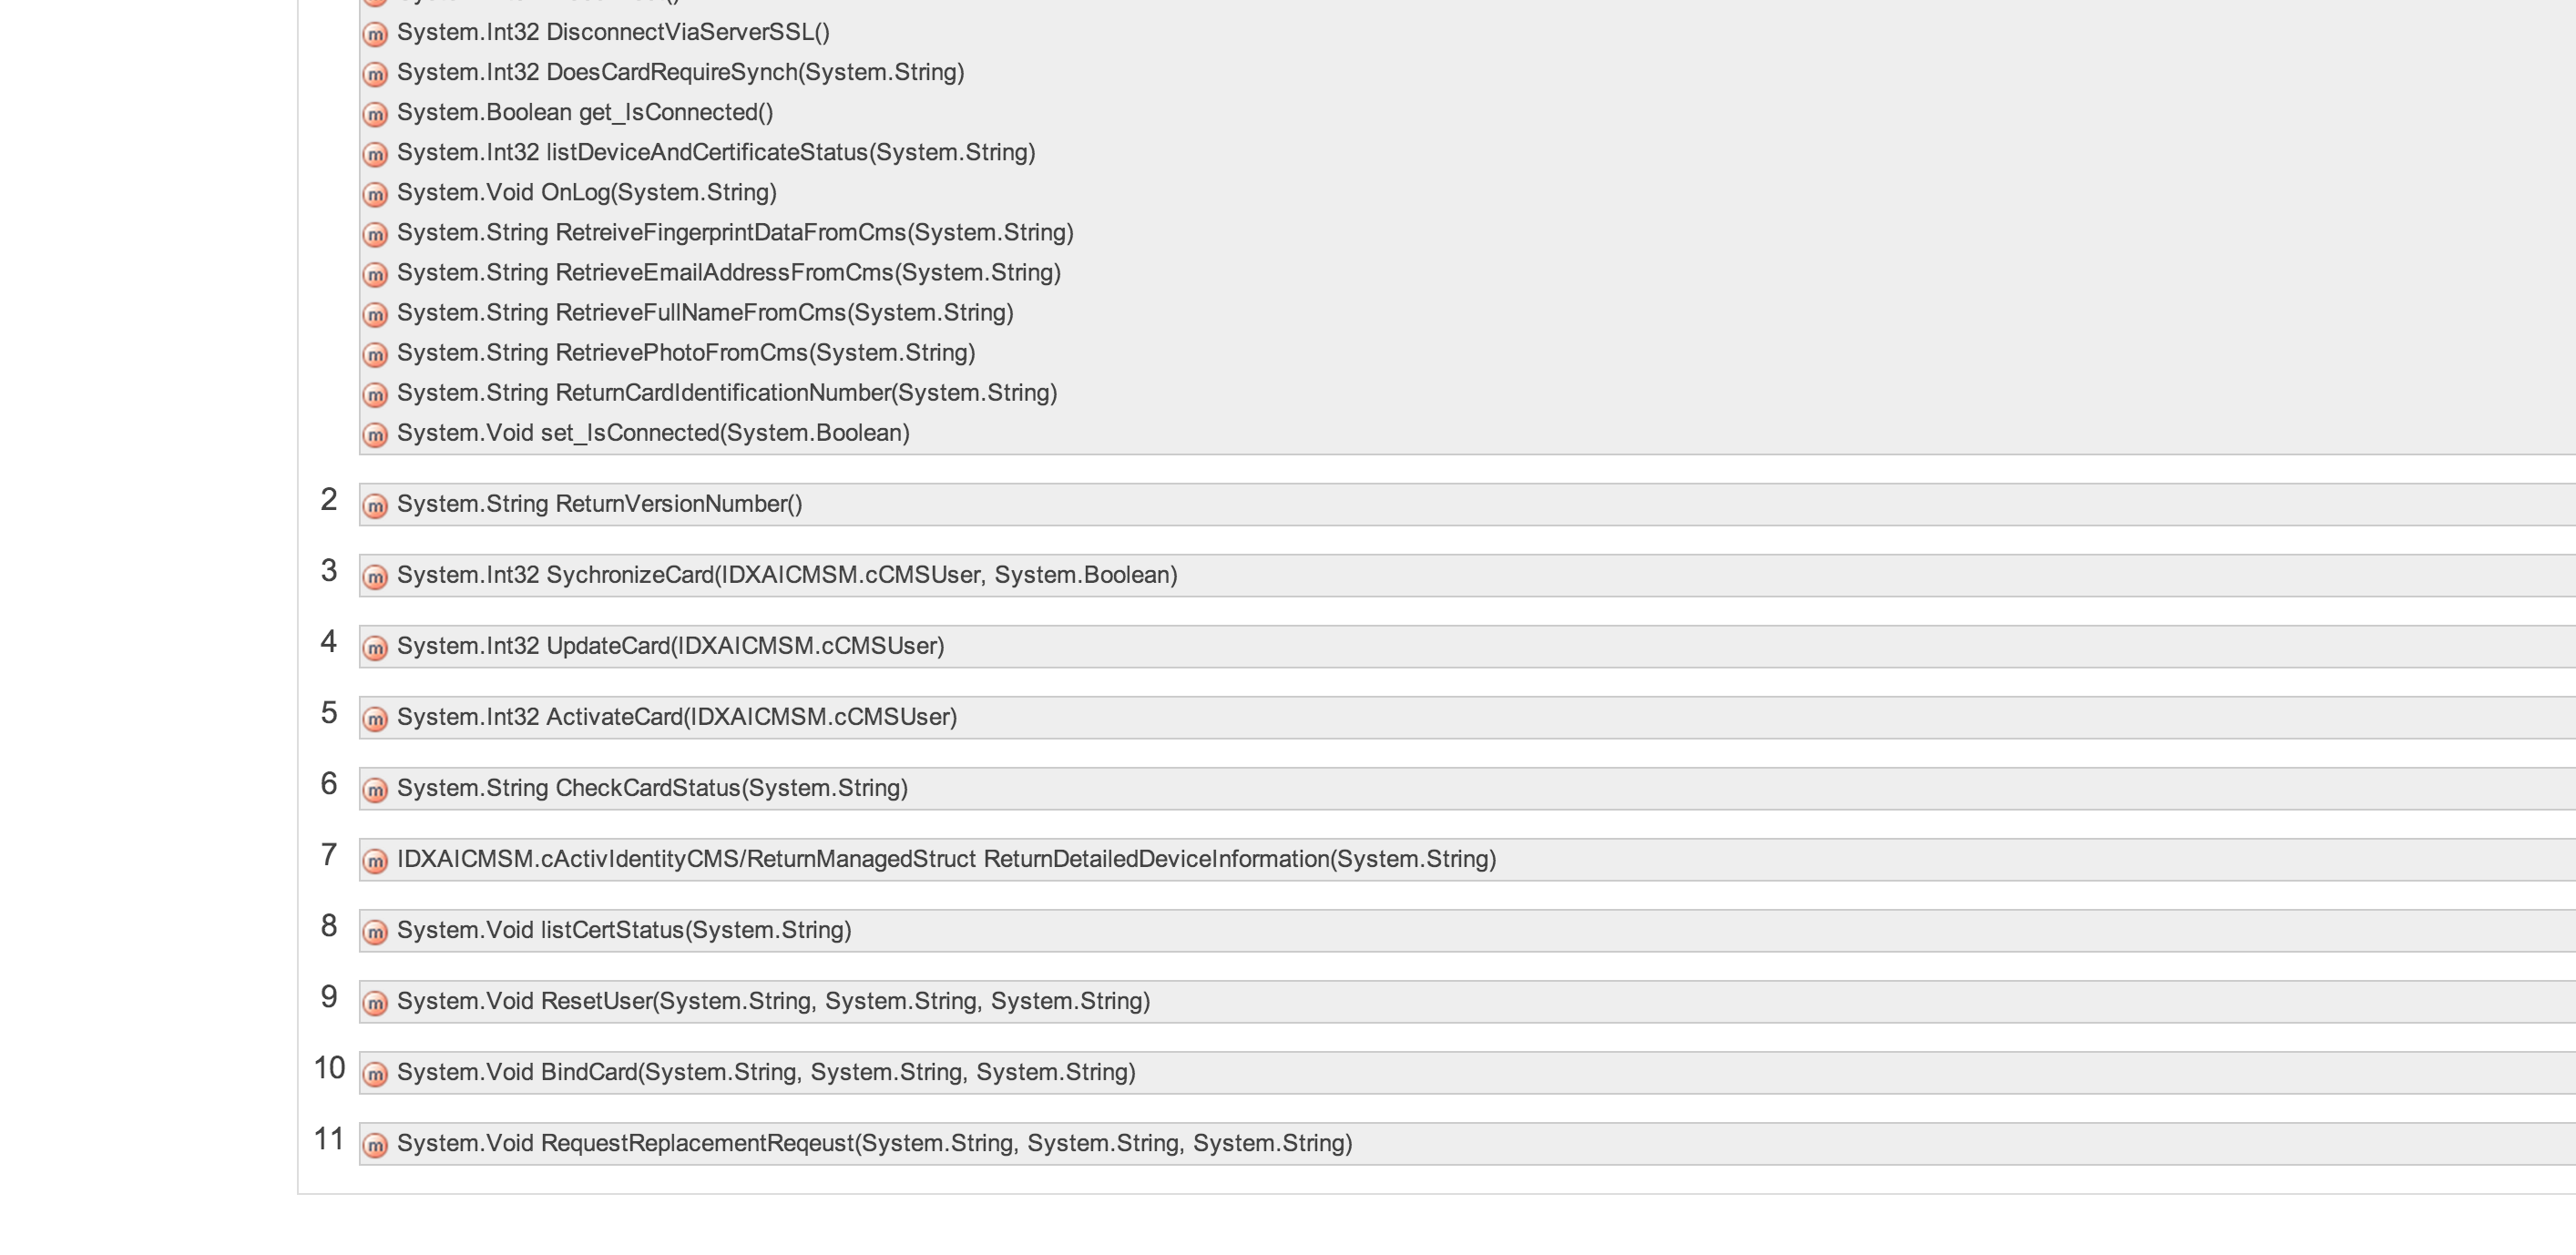 System.Int32 DisconnectViaServerSSL()
System.Int32 DoesCardRequireSynch(System.String)
System.Boolean get_IsConnected()
System.Int32 listDeviceAndCertificateStatus(System.String)
System.Void OnLog(System.String)
System.String RetreiveFingerprintDataFromCms(System.String)
System.String RetrieveEmailAddressFromCms(System.String)
System.String RetrieveFullNameFromCms(System.String)
System.String RetrievePhotoFromCms(System.String)
System.String ReturnCardIdentificationNumber(System.String)
System.Void set_IsConnected(System.Boolean)
2 System.String ReturnVersionNumber()
3 System.Int32 SychronizeCard(IDXAICMSM.cCMSUser, System.Boolean)
4 System.Int32 UpdateCard(IDXAICMSM.cCMSUser)
5 System.Int32 ActivateCard(IDXAICMSM.cCMSUser)
6 System.String CheckCardStatus(System.String)
7 IDXAICMSM.cActivIdentityCMS/ReturnManagedStruct ReturnDetailedDeviceInformation(System.String)
8 System.Void listCertStatus(System.String)
9 System.Void ResetUser(System.String, System.String, System.String)
10 System.Void BindCard(System.String, System.String, System.String)
11 System.Void RequestReplacementReqeust(System.String, System.String, System.String)